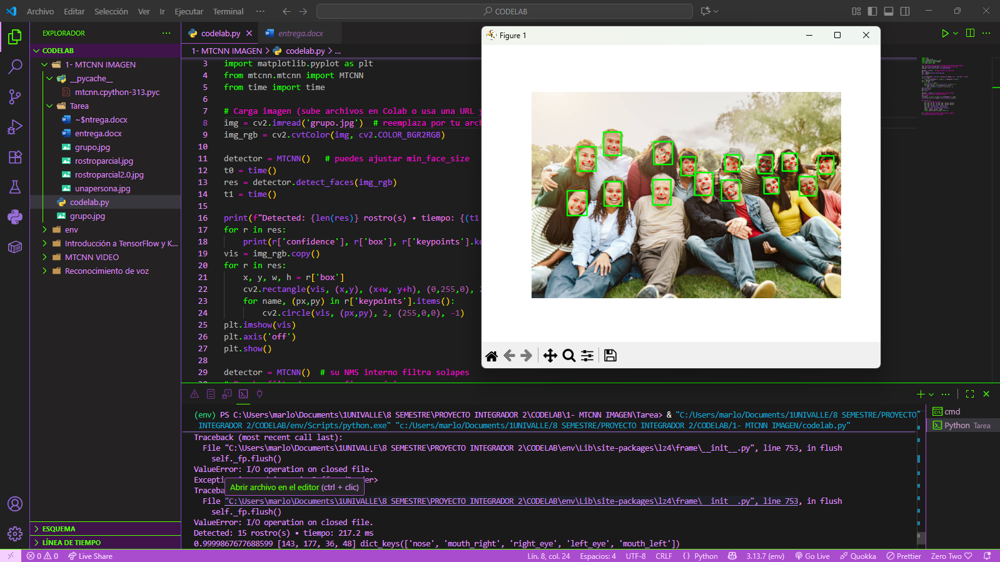 Archivo Editar Selección Ver Ir Ejecutar Terminal ··· CODELAB
EXPLORADOR
CODELAB
1- MTCNN IMAGEN
__pycache__
mtcnn.cpython-313.pyc
Tarea
~$ntrega.docx
entrega.docx
grupo.jpg
rostroparcial.jpg
rostroparcial2.0.jpg
unapersona.jpg
codelab.py
grupo.jpg
env
Introducción a TensorFlow y K...
MTCNN VIDEO
Reconocimiento de voz
ESQUEMA
LÍNEA DE TIEMPO
codelab.py entrega.docx
1- MTCNN IMAGEN > codelab.py > ...
3 import matplotlib.pyplot as plt
4 from mtcnn.mtcnn import MTCNN
5 from time import time
6
7 # Carga imagen (sube archivos en Colab o usa una URL y
8 img = cv2.imread('grupo.jpg')  # reemplaza por tu arch
9 img_rgb = cv2.cvtColor(img, cv2.COLOR_BGR2RGB)
10
11 detector = MTCNN()   # puedes ajustar min_face_size
12 t0 = time()
13 res = detector.detect_faces(img_rgb)
14 t1 = time()
15
16 print(f"Detected: {len(res)} rostro(s) • tiempo: {(t1
17 for r in res:
18     print(r['confidence'], r['box'], r['keypoints'].ke
19 vis = img_rgb.copy()
20 for r in res:
21     x, y, w, h = r['box']
22     cv2.rectangle(vis, (x,y), (x+w, y+h), (0,255,0), 2
23     for name, (px,py) in r['keypoints'].items():
24         cv2.circle(vis, (px,py), 2, (255,0,0), -1)
25 plt.imshow(vis)
26 plt.axis('off')
27 plt.show()
28
29 detector = MTCNN()  # su NMS interno filtra solapes
Figure 1
(env) PS C:\Users\marlo\Documents\1UNIVALLE\8 SEMESTRE\PROYECTO INTEGRADOR 2\CODELAB\1- MTCNN IMAGEN\Tarea> & "C:/Users/marlo/Documents/1UNIVALLE/8 SEMESTRE/PROYECTO
INTEGRADOR 2/CODELAB/env/Scripts/python.exe" "c:/Users/marlo/Documents/1UNIVALLE/8 SEMESTRE/PROYECTO INTEGRADOR 2/CODELAB/1- MTCNN IMAGEN/codelab.py"
Traceback (most recent call last):
File "C:\Users\marlo\Documents\1UNIVALLE\8 SEMESTRE\PROYECTO INTEGRADOR 2\CODELAB\env\Lib\site-packages\lz4\frame\__init__.py", line 753, in flush
self._fp.flush()
ValueError: I/O operation on closed file.
Abrir archivo en el editor (ctrl + clic)
File "C:\Users\marlo\Documents\1UNIVALLE\8 SEMESTRE\PROYECTO INTEGRADOR 2\CODELAB\env\Lib\site-packages\lz4\frame\__init__.py", line 753, in flush
self._fp.flush()
ValueError: I/O operation on closed file.
Detected: 15 rostro(s) • tiempo: 217.2 ms
0.9999867677688599 [143, 177, 36, 48] dict_keys(['nose', 'mouth_right', 'right_eye', 'left_eye', 'mouth_left'])
cmd
Python Tarea
0 0 Live Share Lín. 8, col. 24 Espacios: 4 UTF-8 CRLF {} Python 3.13.7 (env) Go Live Quokka Prettier Zero Two ♡